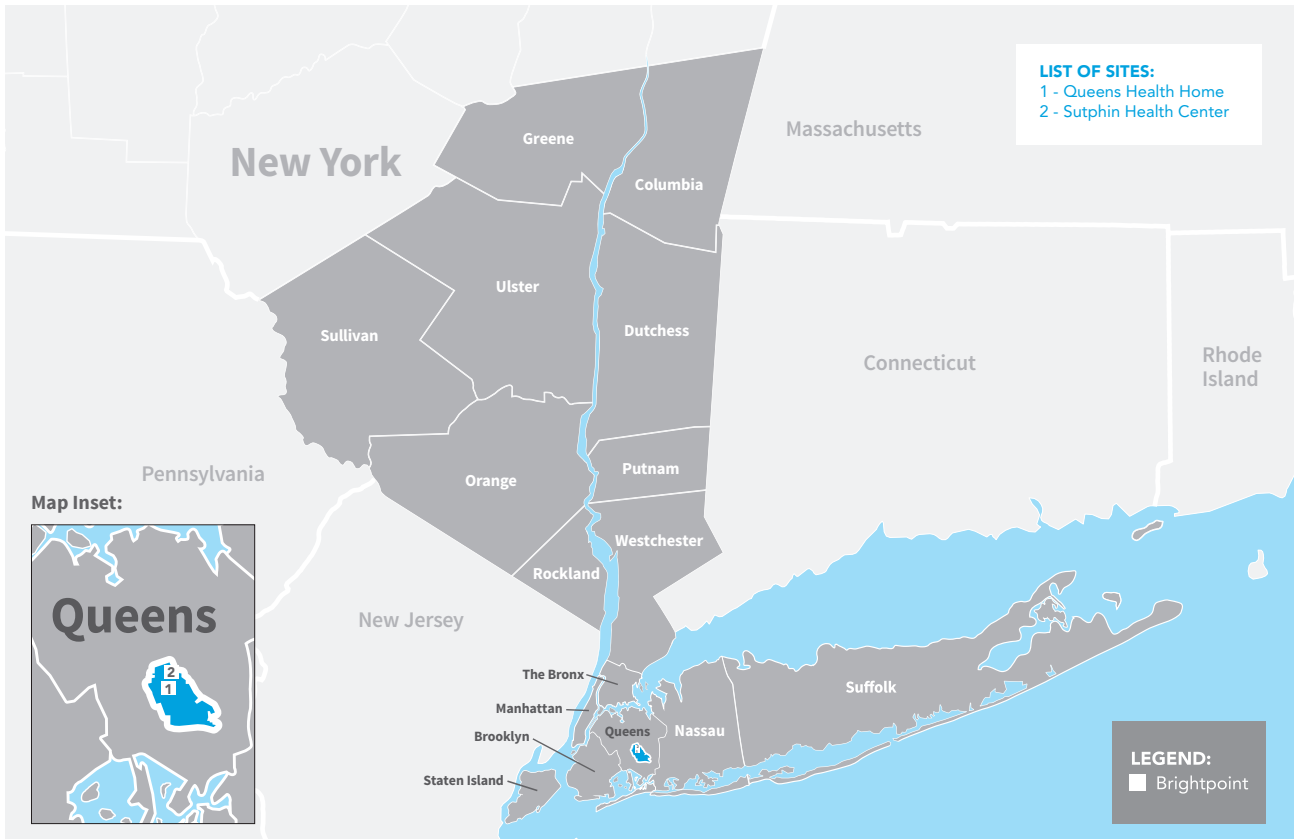 LIST OF SITES:
1 - Queens Health Home
2 - Sutphin Health Center
Massachusetts
New York
Greene
Columbia
Ulster
Sullivan
Dutchess
Connecticut
Rhode
Island
Pennsylvania
Orange
Putnam
Map Inset:
Westchester
Rockland
Queens
New Jersey
2
1
The Bronx
Suffolk
Manhattan
Queens
Nassau
Brooklyn
Staten Island
LEGEND:
Brightpoint